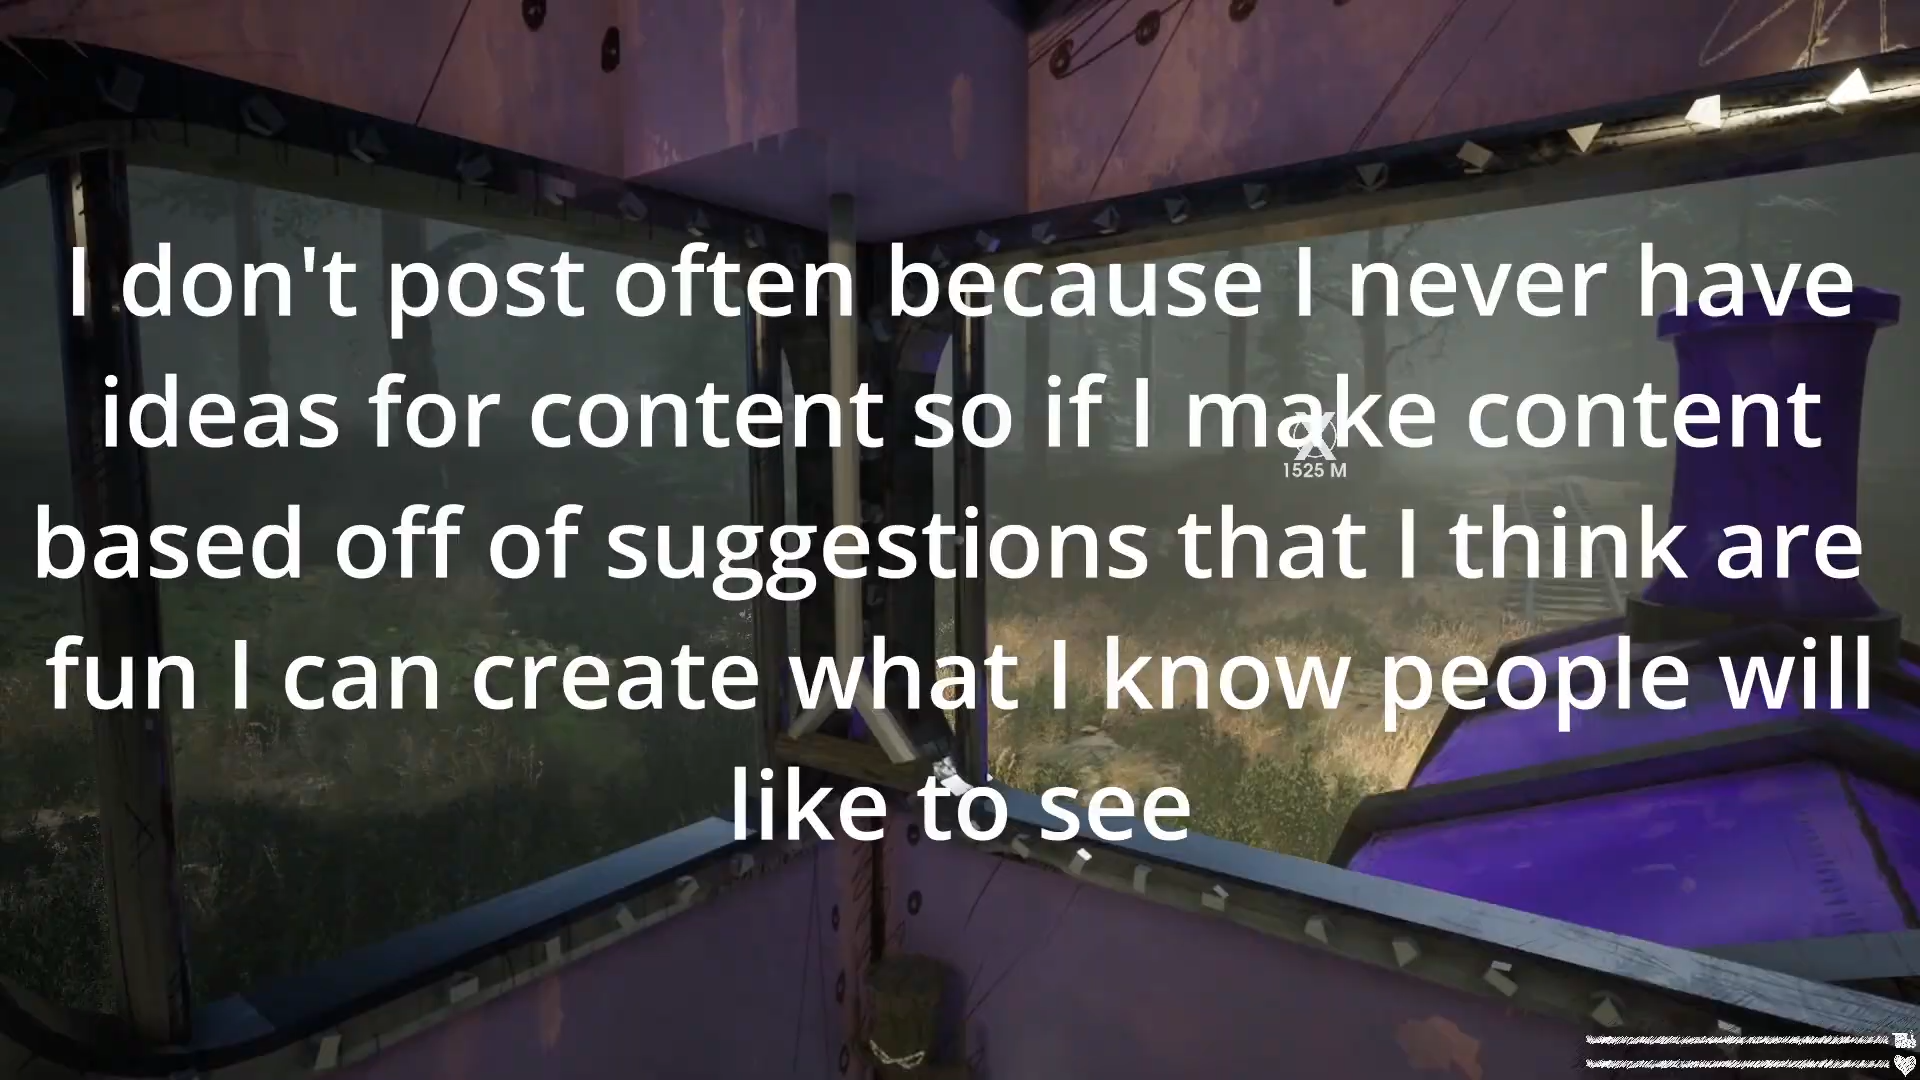 I don't post often because I never have
ideas for content so if I make content
1525 M
based off of suggestions that I think are
fun I can create what I know people will
like to see